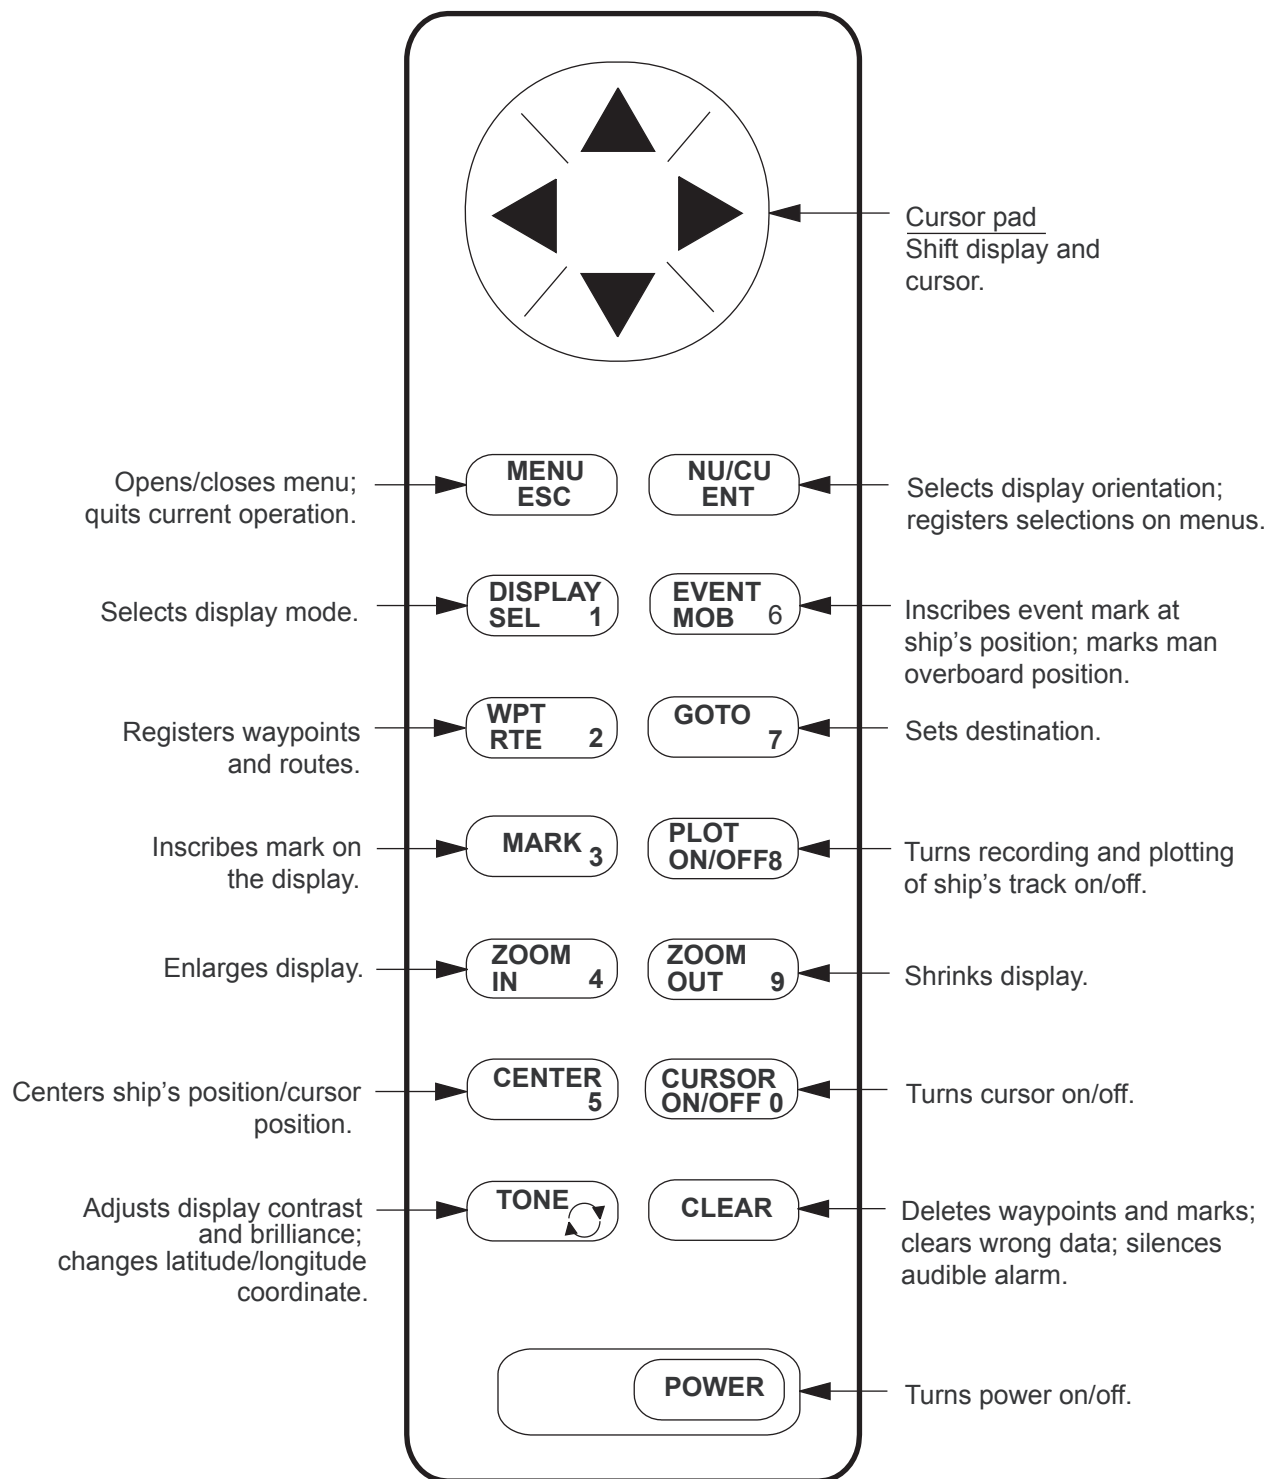 Cursor pad
Shift display and
cursor.
Opens/closes menu;
quits current operation.
MENU
ESC
NU/CU
ENT
Selects display orientation;
registers selections on menus.
Selects display mode.
DISPLAY
SEL 1
EVENT
MOB 6
Inscribes event mark at
ship's position; marks man
overboard position.
Registers waypoints
and routes.
WPT
RTE 2
GOTO
7
Sets destination.
Inscribes mark on
the display.
MARK 3
PLOT
ON/OFF8
Turns recording and plotting
of ship's track on/off.
Enlarges display.
ZOOM
IN 4
ZOOM
OUT 9
Shrinks display.
Centers ship's position/cursor
position.
CENTER
5
CURSOR
ON/OFF 0
Turns cursor on/off.
Adjusts display contrast
and brilliance;
changes latitude/longitude
coordinate.
TONE
CLEAR
Deletes waypoints and marks;
clears wrong data; silences
audible alarm.
POWER
Turns power on/off.